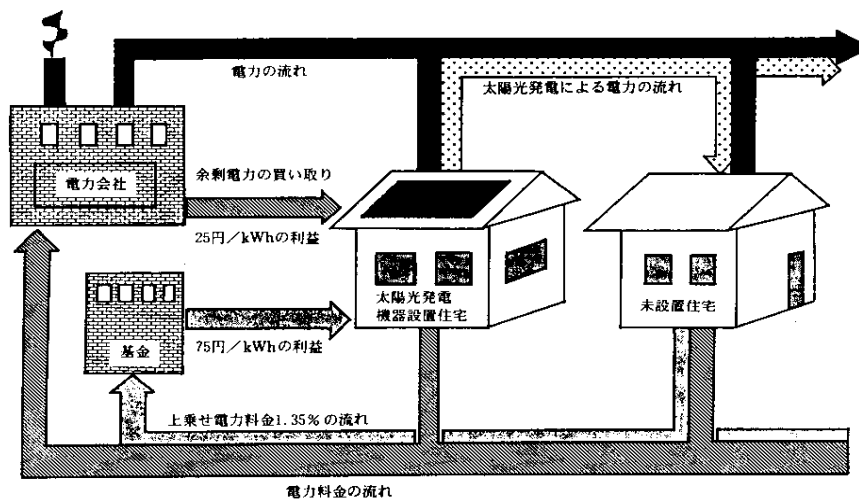 電力の流れ
太陽光発電による電力の流れ
電力会社
余剰電力の買い取り
25円／kWhの利益
太陽光発電
機器設置住宅
未設置住宅
基金
75円／kWhの利益
上乗せ電力料金1.35％の流れ
電力料金の流れ